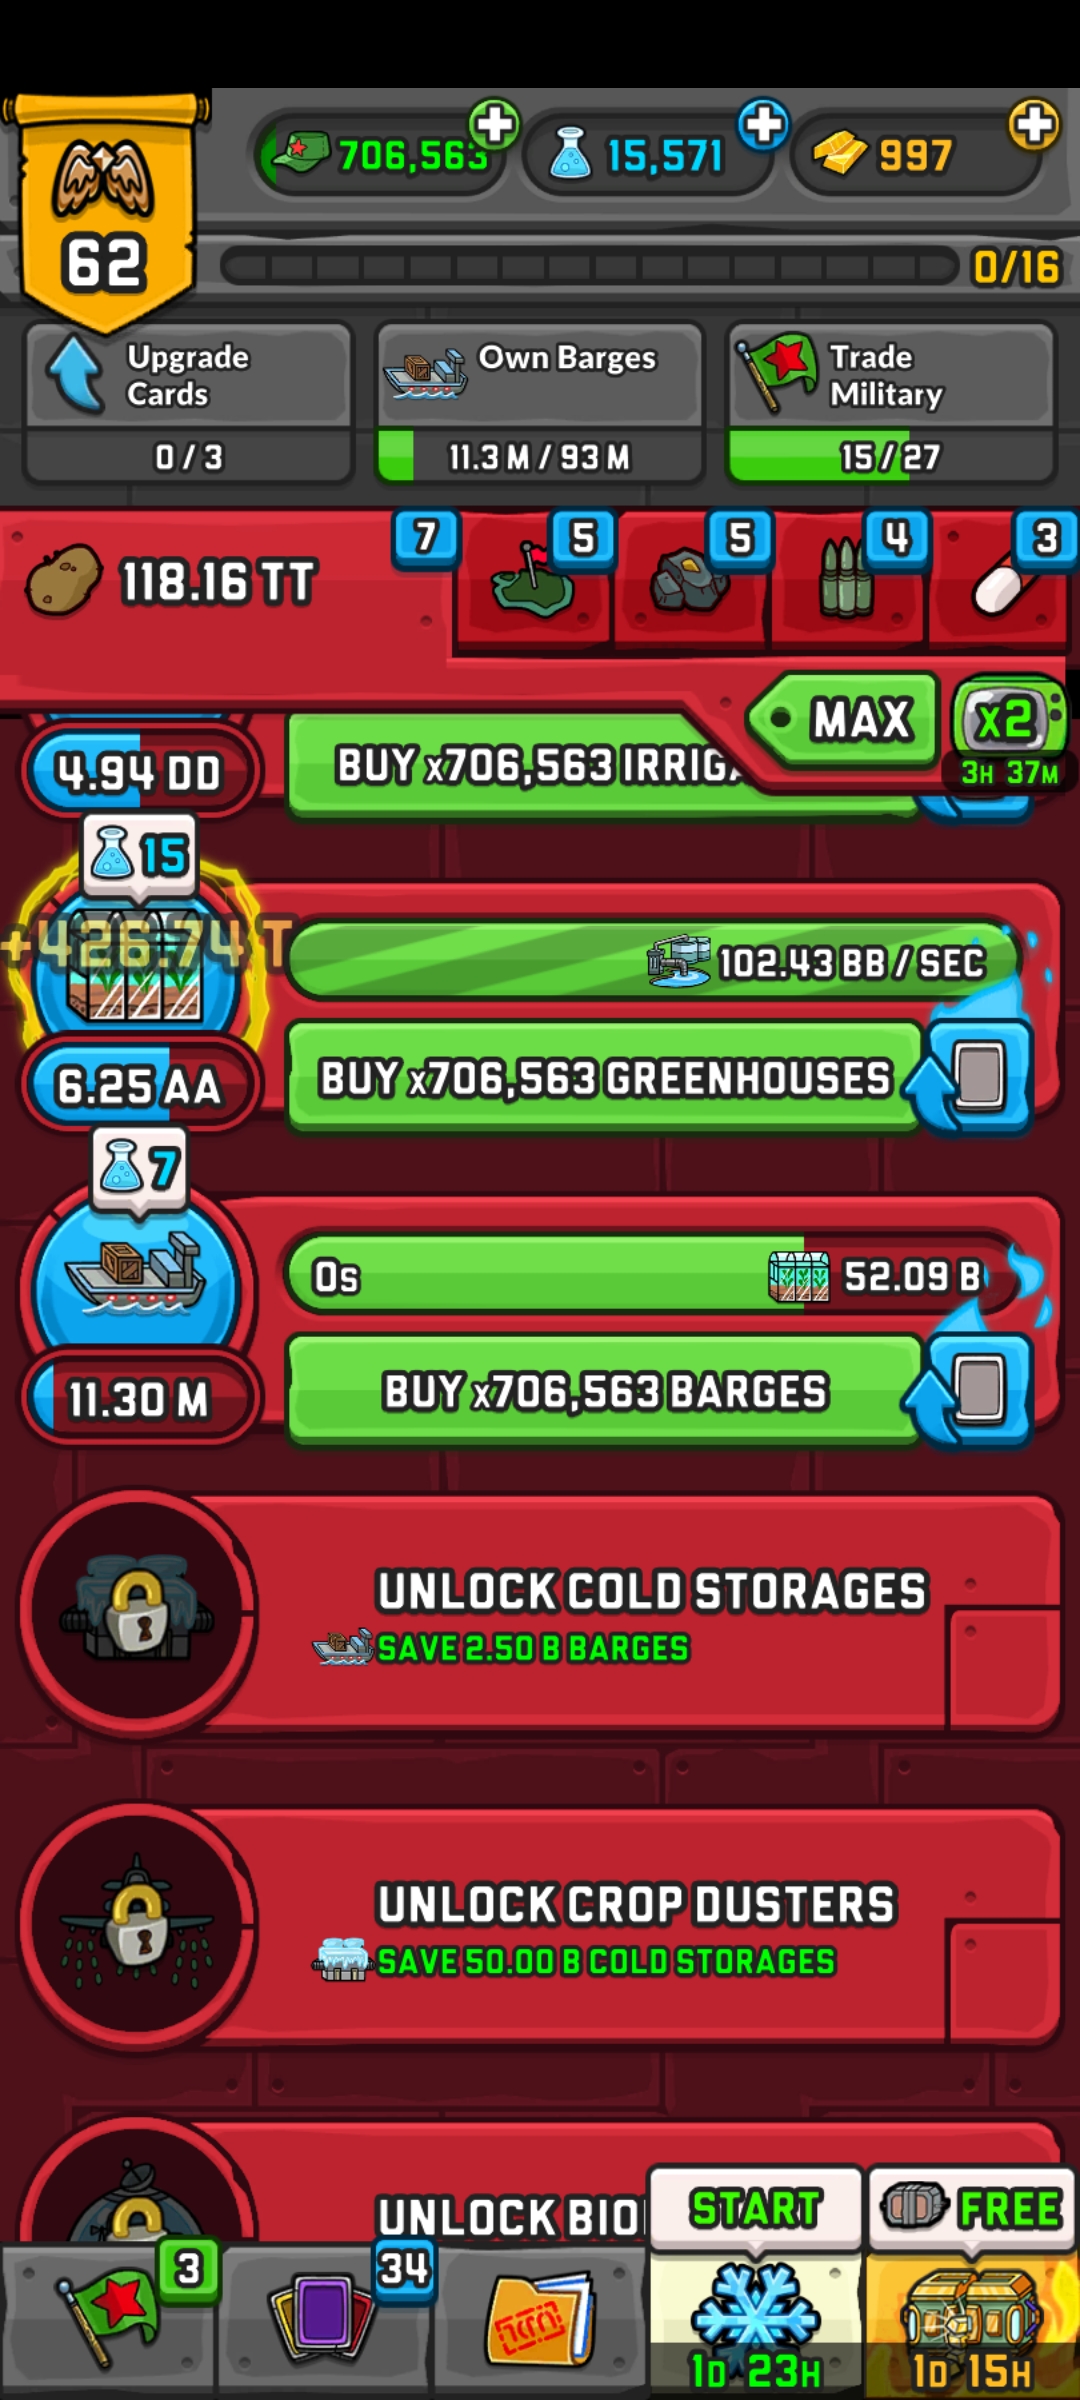 706,563
15,571
997
62
0/16
Upgrade
Cards
0 / 3
Own Barges
11.3 M / 93 M
Trade
Military
15 / 27
118.16 TT
7
5
5
4
3
MAX
x2
3H 37M
4.94 DD
BUY x706,563 IRRIGA
15
+426.74 T
102.43 BB / SEC
6.25 AA
BUY x706,563 GREENHOUSES
7
0s
52.09 B
11.30 M
BUY x706,563 BARGES
UNLOCK COLD STORAGES
SAVE 2.50 B BARGES
UNLOCK CROP DUSTERS
SAVE 50.00 B COLD STORAGES
UNLOCK BIO
START
FREE
3
34
1D 23H
1D 15H